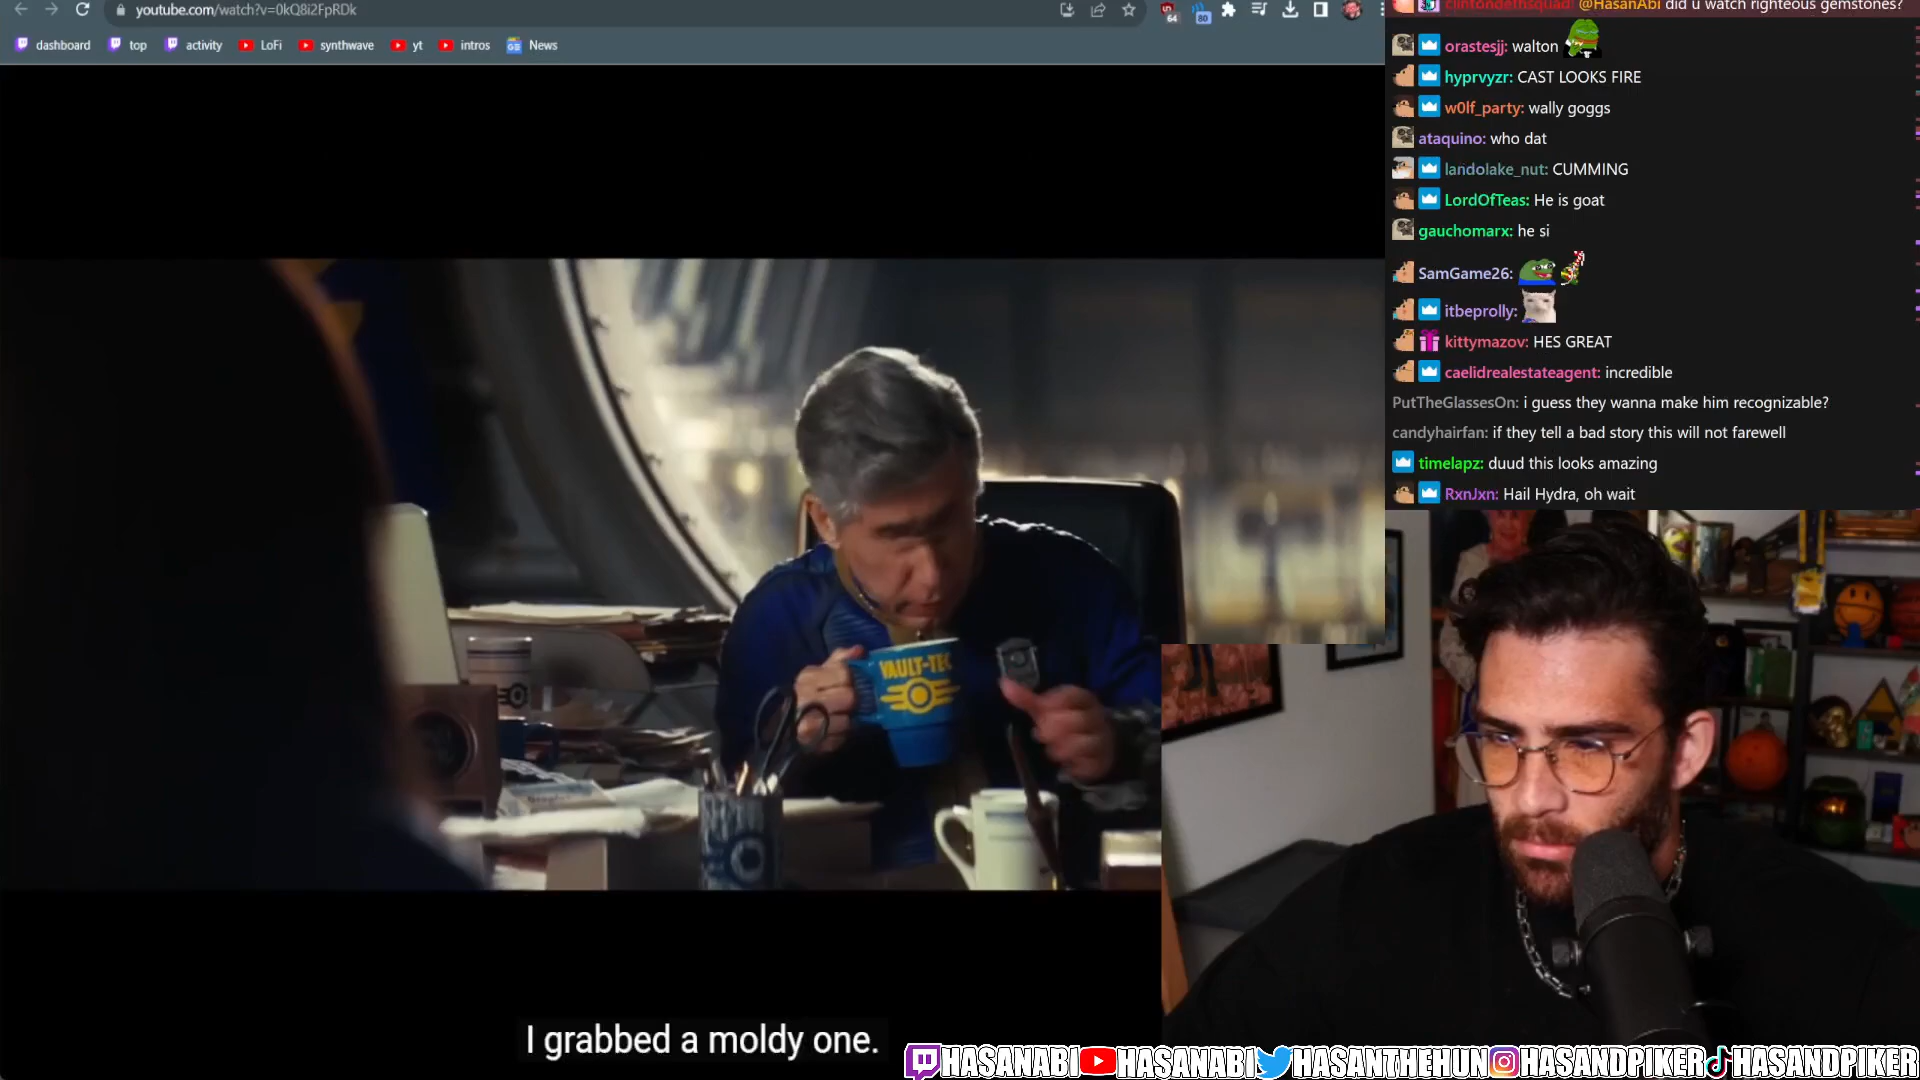 youtube.com/watch?v=0kQ8i2FpRDk
64
80
dashboard top activity LoFi synthwave yt intros News
clintondethsquad: @HasanAbi did u watch righteous gemstones?
orastesjj: walton
hyprvyzr: CAST LOOKS FIRE
w0lf_party: wally goggs
ataquino: who dat
landolake_nut: CUMMING
LordOfTeas: He is goat
gauchomarx: he si
SamGame26:
itbeprolly:
kittymazov: HES GREAT
caelidrealestateagent: incredible
PutTheGlassesOn: i guess they wanna make him recognizable?
candyhairfan: if they tell a bad story this will not farewell
timelapz: duud this looks amazing
RxnJxn: Hail Hydra, oh wait
VAULT-TEC
I grabbed a moldy one.
HASANABI HASANABI HASANTHEHUN HASANDPIKER HASANDPIKER